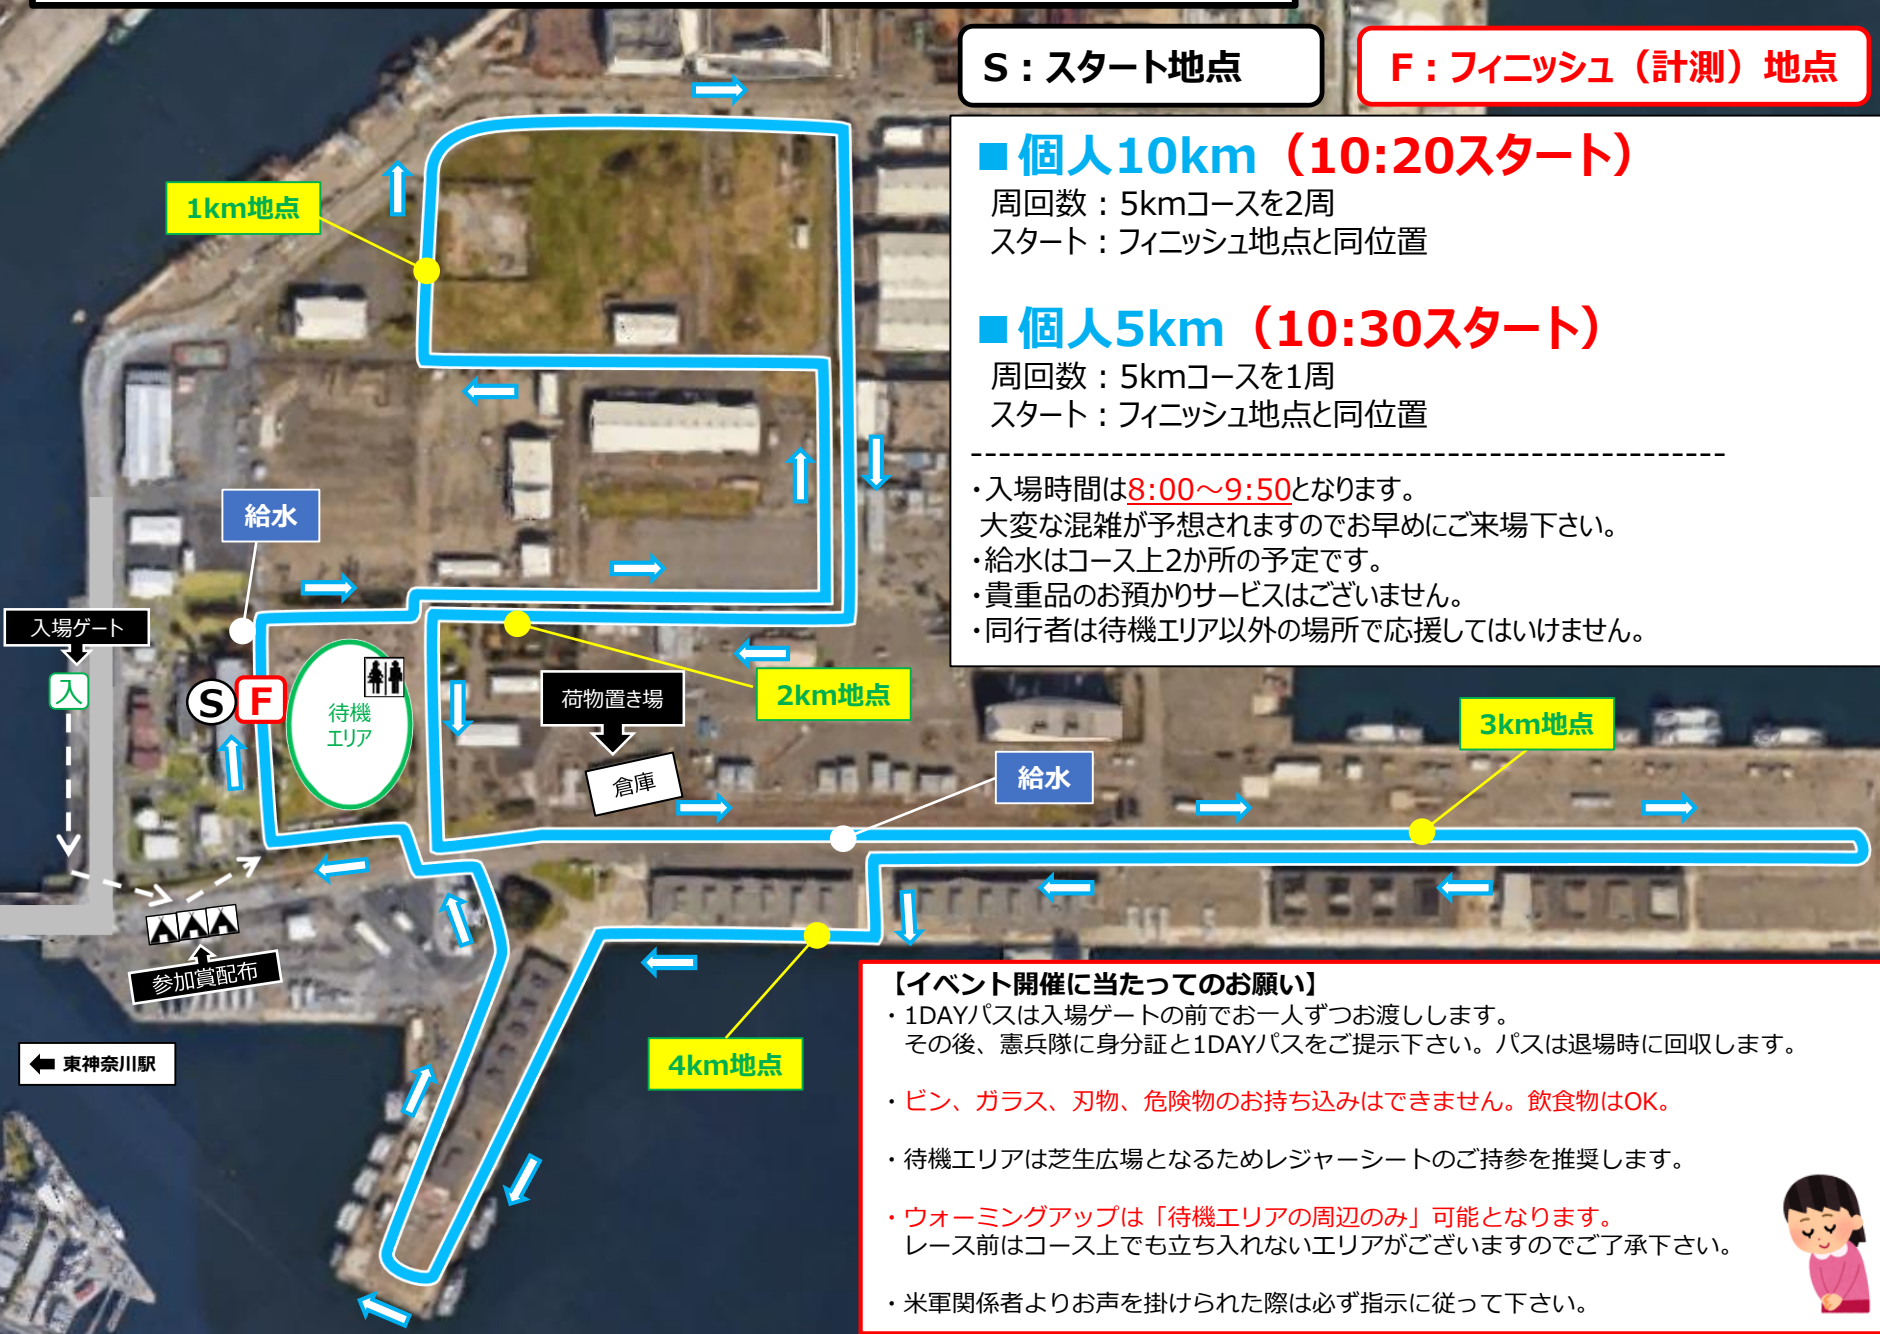 S：スタート地点
F：フィニッシュ（計測）地点
■個人10km（10:20スタート）
周回数：5kmコースを2周
スタート：フィニッシュ地点と同位置
■個人5km（10:30スタート）
周回数：5kmコースを1周
スタート：フィニッシュ地点と同位置
------------------------------------------------------
・入場時間は8:00～9:50となります。
大変な混雑が予想されますのでお早めにご来場下さい。
・給水はコース上2か所の予定です。
・貴重品のお預かりサービスはございません。
・同行者は待機エリア以外の場所で応援してはいけません。
1km地点
給水
入場ゲート
入
S
F
待機
エリア
荷物置き場
倉庫
2km地点
給水
3km地点
参加賞配布
4km地点
← 東神奈川駅
【イベント開催に当たってのお願い】
・1DAYパスは入場ゲートの前でお一人ずつお渡しします。
その後、憲兵隊に身分証と1DAYパスをご提示下さい。パスは退場時に回収します。
・ビン、ガラス、刃物、危険物のお持ち込みはできません。飲食物はOK。
・待機エリアは芝生広場となるためレジャーシートのご持参を推奨します。
・ウォーミングアップは「待機エリアの周辺のみ」可能となります。
レース前はコース上でも立ち入れないエリアがございますのでご了承下さい。
・米軍関係者よりお声を掛けられた際は必ず指示に従って下さい。